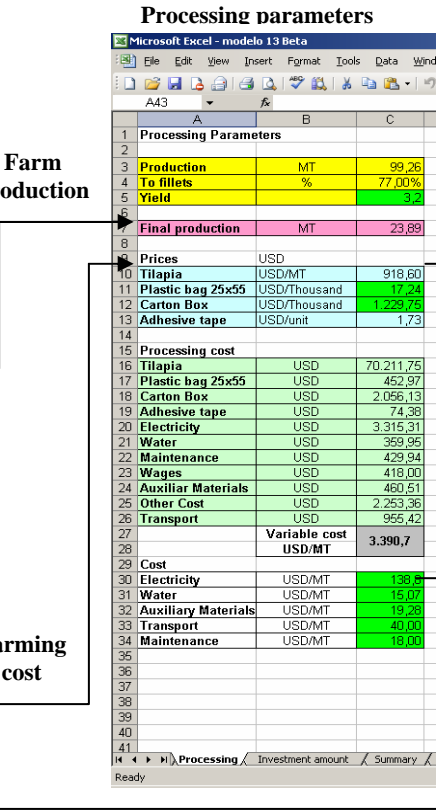 Processing parameters
Microsoft Excel - modelo 13 Beta
File Edit View Insert Format Tools Data Wind
A43 fx
A B C
1 Processing Parameters
2
3 Production MT 99,26
4 To fillets % 77,00%
5 Yield 3,2
6
7 Final production MT 23,89
8
9 Prices USD
10 Tilapia USD/MT 918,60
11 Plastic bag 25x55 USD/Thousand 17,24
12 Carton Box USD/Thousand 1.229,75
13 Adhesive tape USD/unit 1,73
14
15 Processing cost
16 Tilapia USD 70.211,75
17 Plastic bag 25x55 USD 452,97
18 Carton Box USD 2.056,13
19 Adhesive tape USD 74,38
20 Electricity USD 3.315,31
21 Water USD 359,95
22 Maintenance USD 429,94
23 Wages USD 418,00
24 Auxiliar Materials USD 460,51
25 Other Cost USD 2.253,36
26 Transport USD 955,42
27 Variable cost 3.390,7
28 USD/MT
29 Cost
30 Electricity USD/MT 138,8
31 Water USD/MT 15,07
32 Auxiliary Materials USD/MT 19,28
33 Transport USD/MT 40,00
34 Maintenance USD/MT 18,00
35
36
37
38
39
40
41
Processing Investment amount Summary
Ready
Farm
oduction
arming
cost